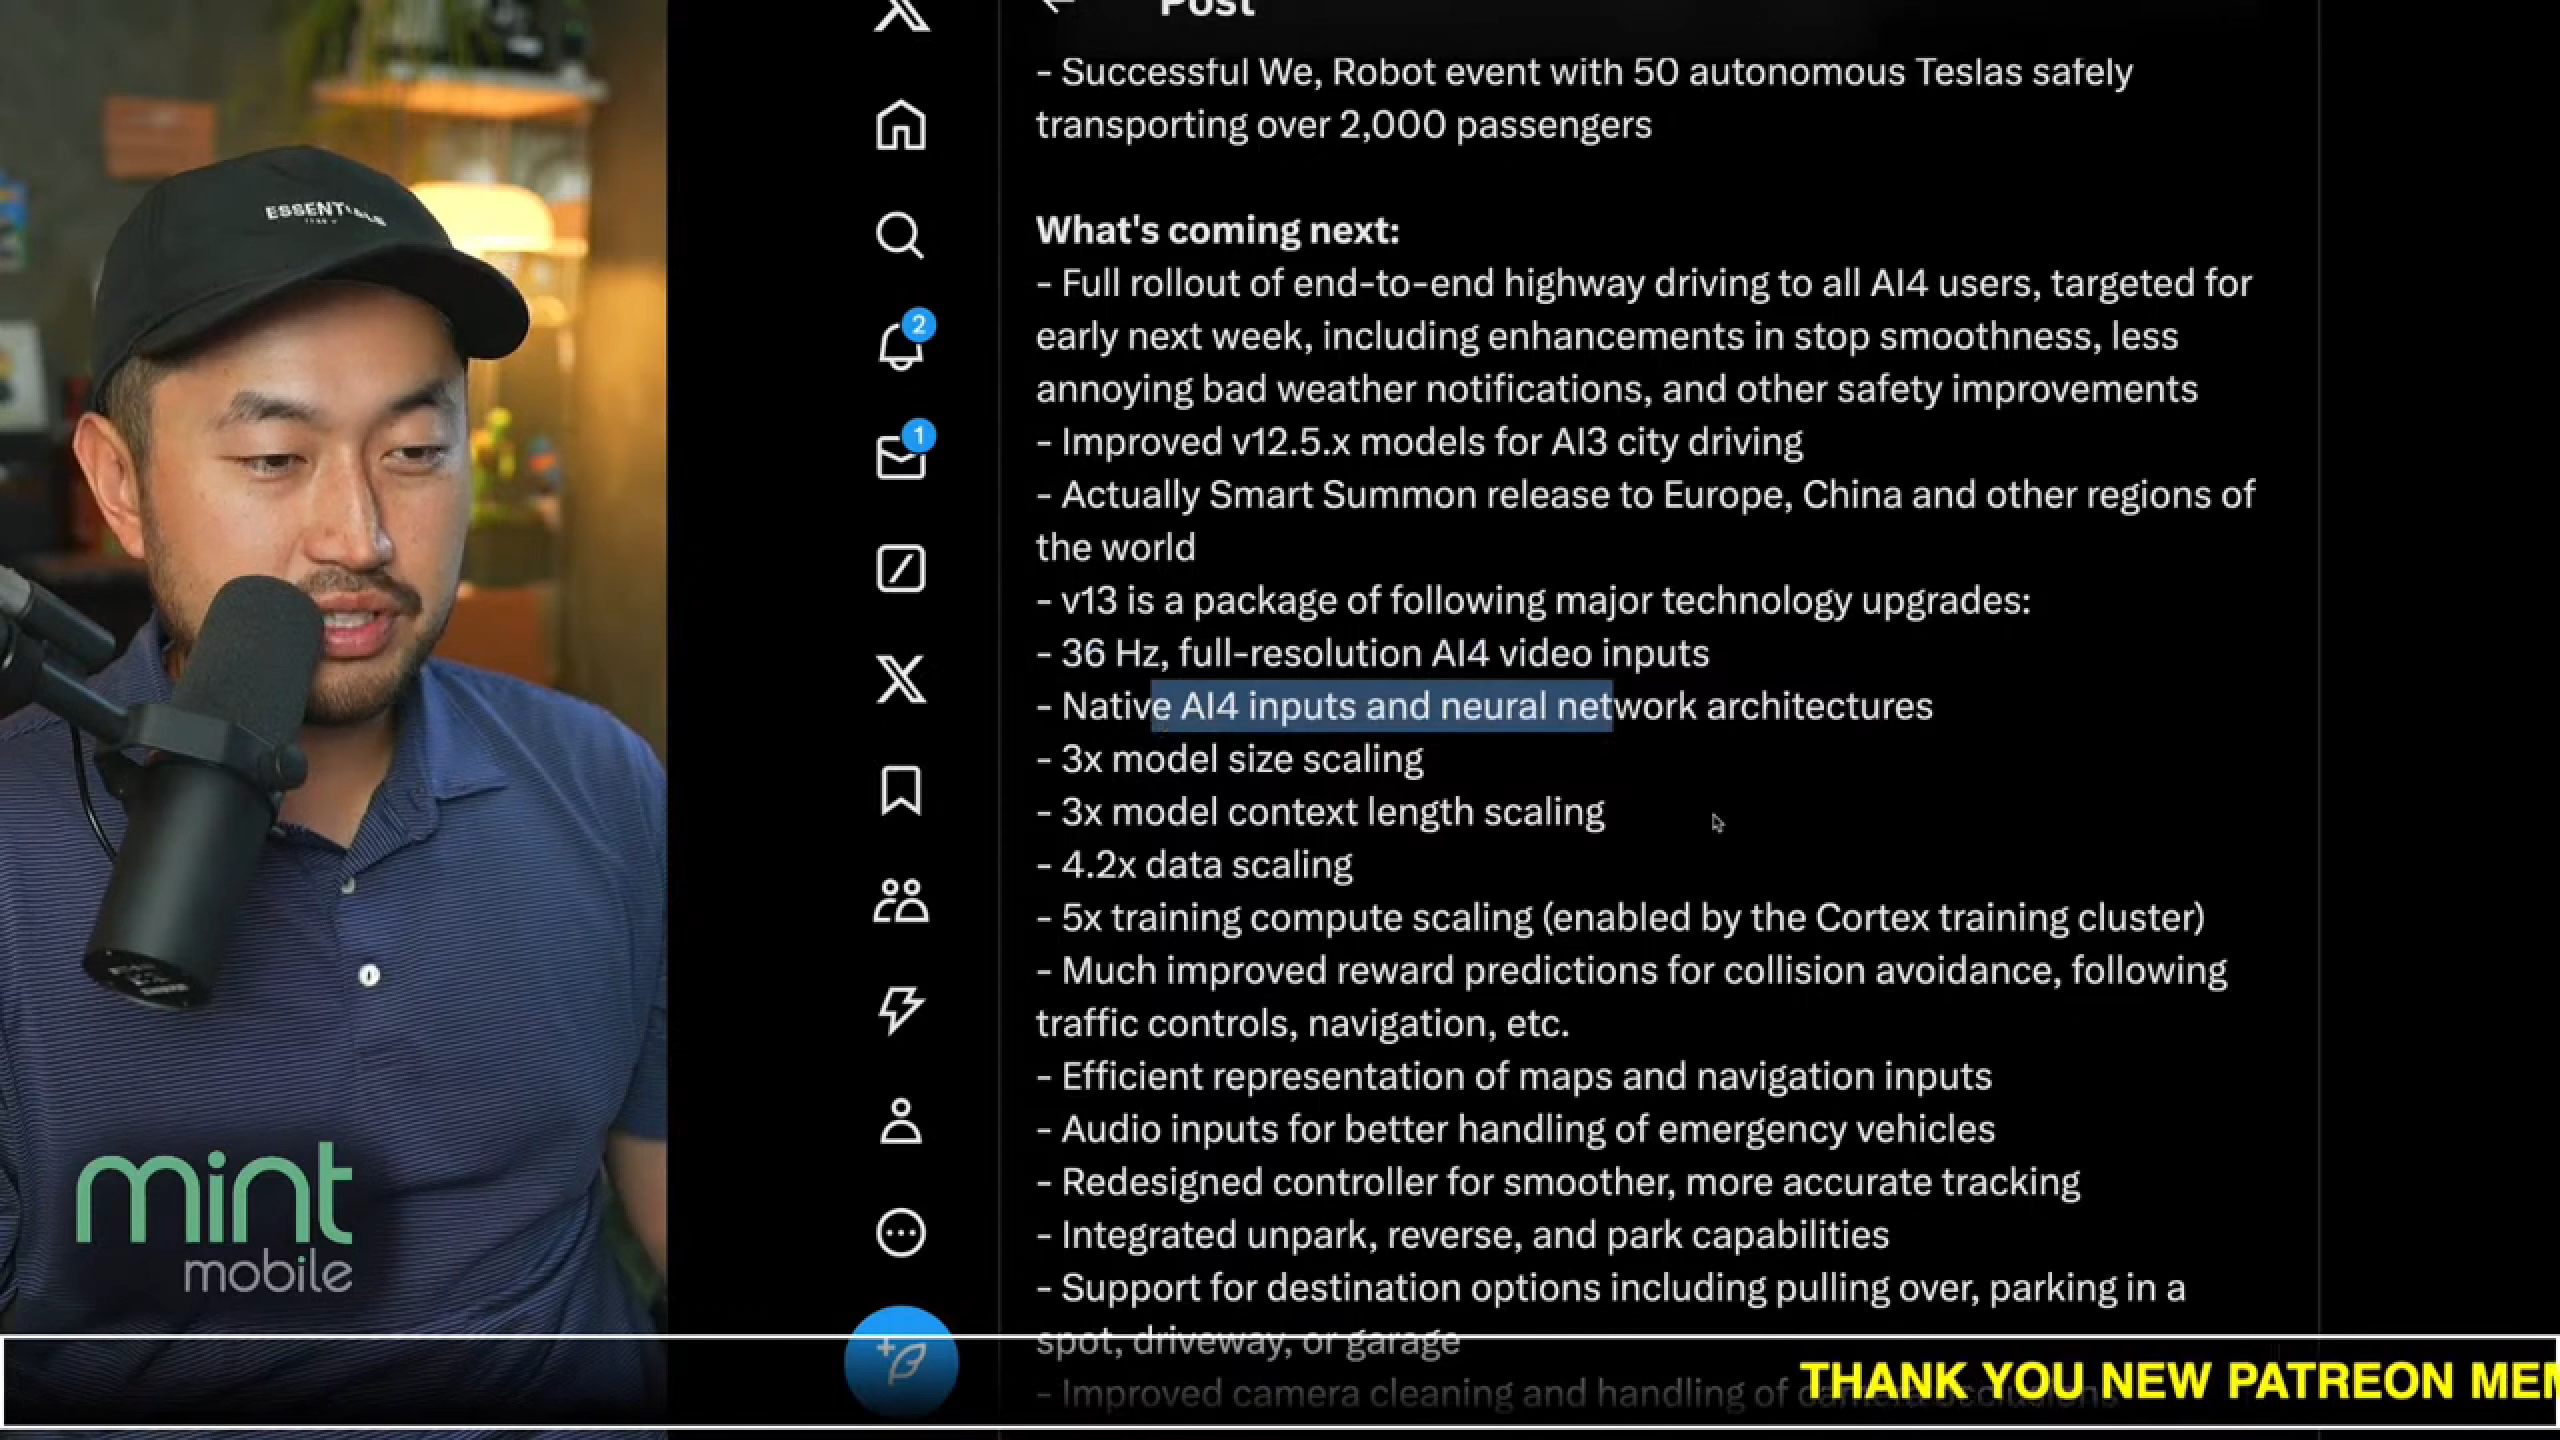 Post
- Successful We, Robot event with 50 autonomous Teslas safely
transporting over 2,000 passengers
What's coming next:
- Full rollout of end-to-end highway driving to all AI4 users, targeted for
early next week, including enhancements in stop smoothness, less
annoying bad weather notifications, and other safety improvements
- Improved v12.5.x models for AI3 city driving
- Actually Smart Summon release to Europe, China and other regions of
the world
- v13 is a package of following major technology upgrades:
- 36 Hz, full-resolution AI4 video inputs
- Native AI4 inputs and neural network architectures
- 3x model size scaling
- 3x model context length scaling
- 4.2x data scaling
- 5x training compute scaling (enabled by the Cortex training cluster)
- Much improved reward predictions for collision avoidance, following
traffic controls, navigation, etc.
- Efficient representation of maps and navigation inputs
- Audio inputs for better handling of emergency vehicles
- Redesigned controller for smoother, more accurate tracking
- Integrated unpark, reverse, and park capabilities
- Support for destination options including pulling over, parking in a
spot, driveway, or garage
- Improved camera cleaning and handling of camera occlusions
2
1
ESSENTIALS
mint
mobile
THANK YOU NEW PATREON MEM